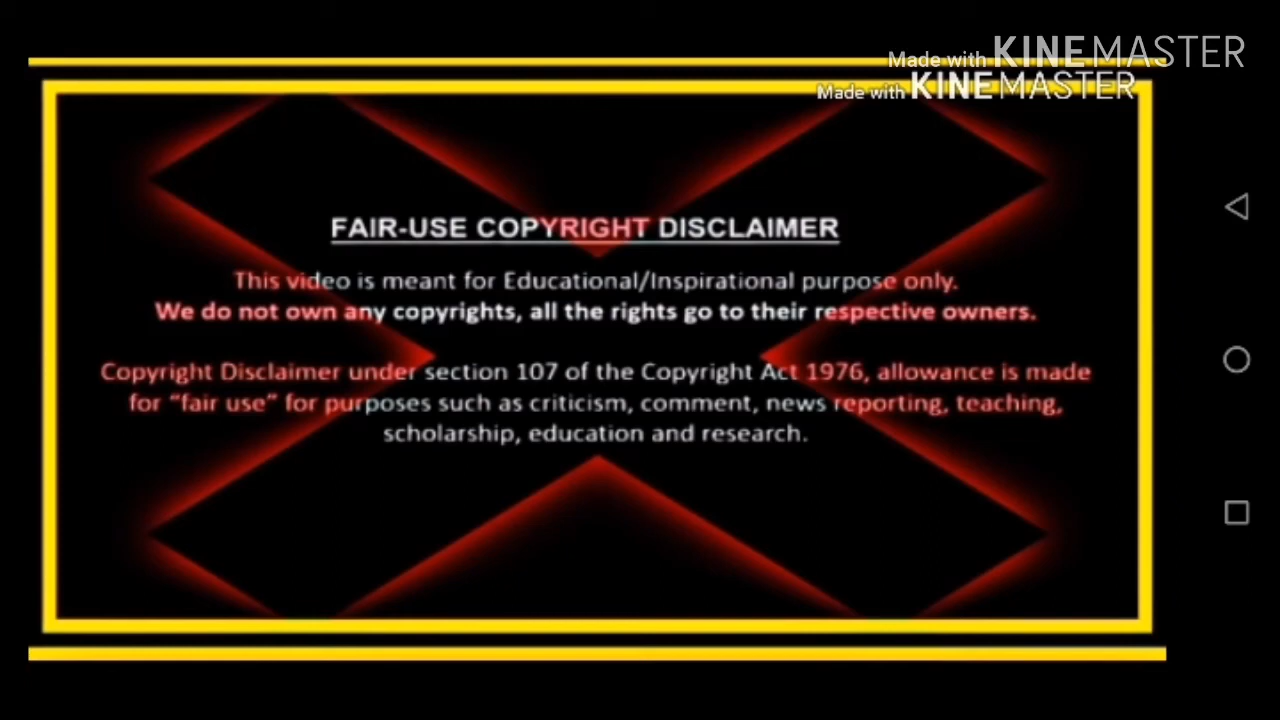 Made with KINEMASTER
Made with KINEMASTER
FAIR-USE COPYRIGHT DISCLAIMER
This video is meant for Educational/Inspirational purpose only.
We do not own any copyrights, all the rights go to their respective owners.
Copyright Disclaimer under section 107 of the Copyright Act 1976, allowance is made
for “fair use” for purposes such as criticism, comment, news reporting, teaching,
scholarship, education and research.